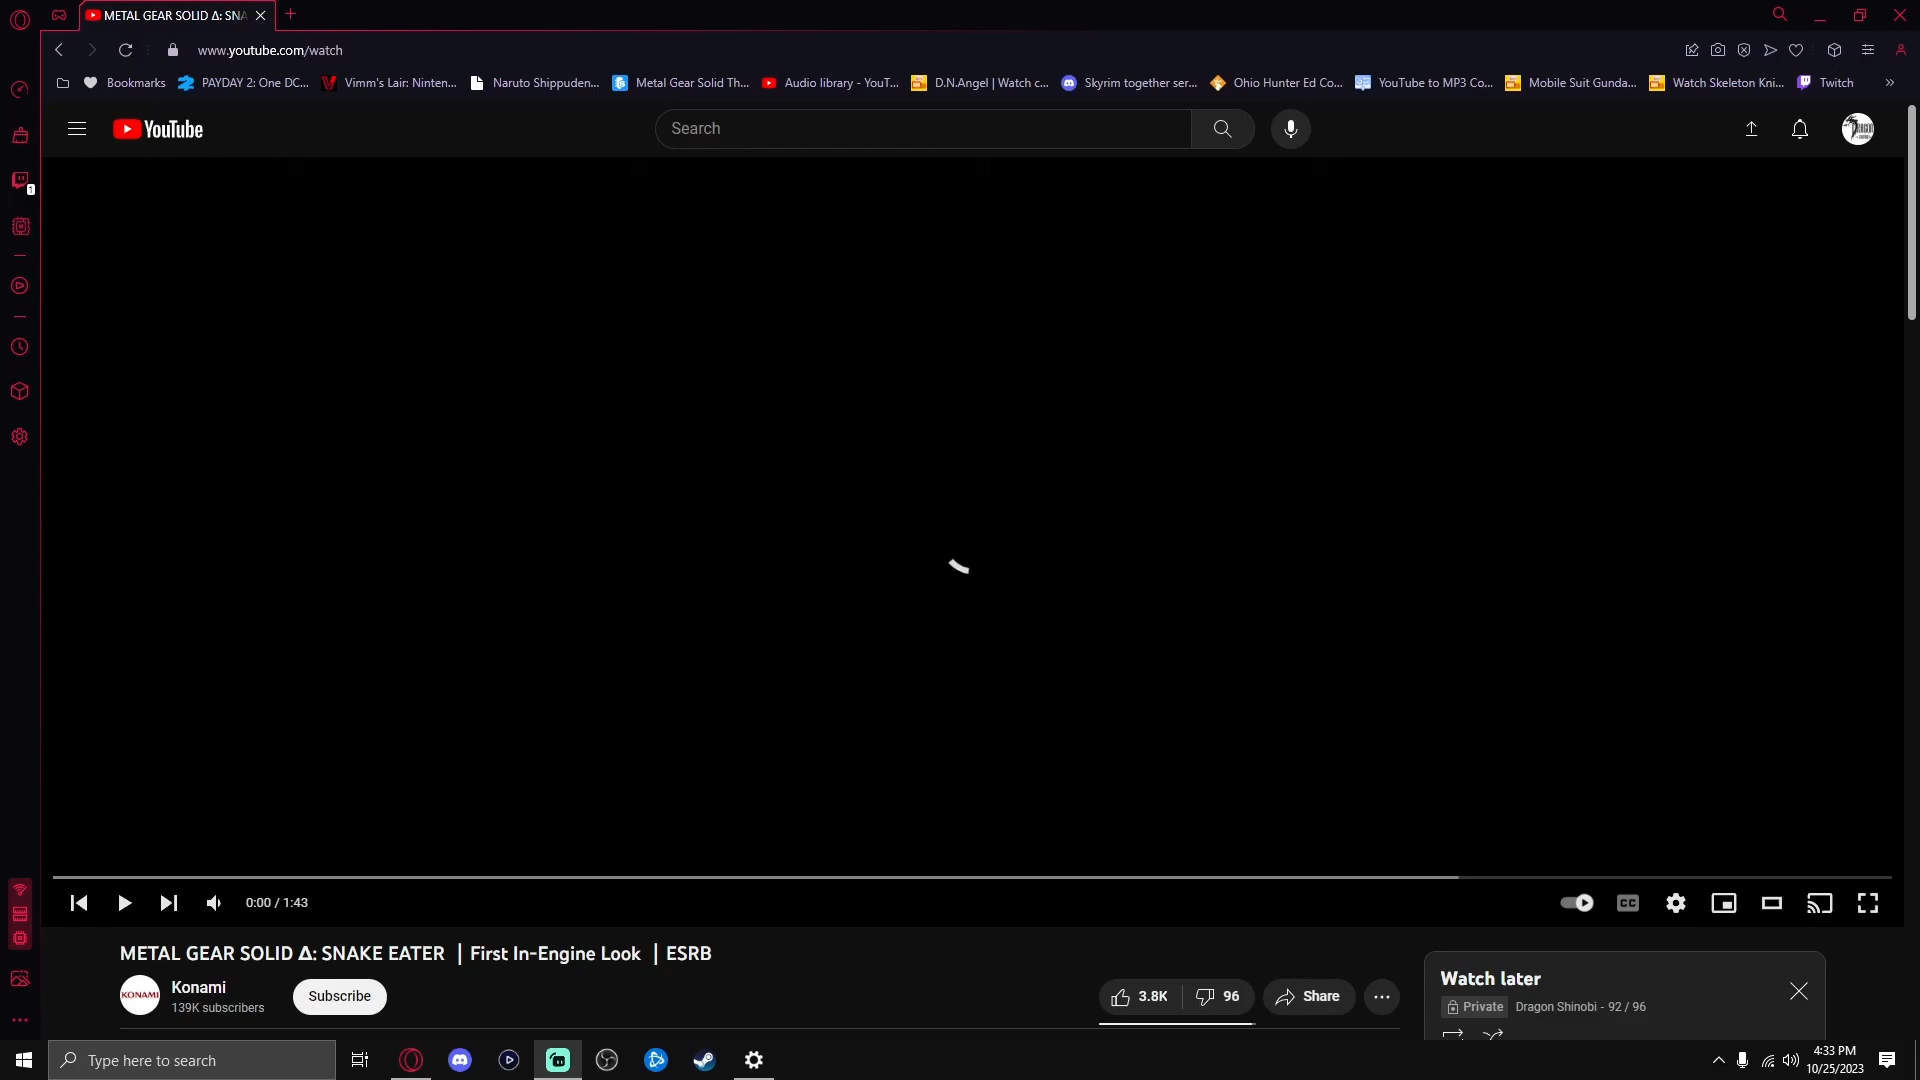 METAL GEAR SOLID Δ: SNA
www.youtube.com/watch
Bookmarks PAYDAY 2: One DC... Vimm's Lair: Ninten... Naruto Shippuden... Metal Gear Solid Th... Audio library - YouT... D.N.Angel | Watch c... Skyrim together ser... Ohio Hunter Ed Co... YouTube to MP3 Co... Mobile Suit Gunda... Watch Skeleton Kni... Twitch
YouTube
Search
1
0:00 / 1:43
CC
METAL GEAR SOLID Δ: SNAKE EATER | First In-Engine Look | ESRB
KONAMI
Konami
139K subscribers
Subscribe
3.8K
96
Share
Watch later
Private Dragon Shinobi - 92 / 96
Type here to search
4:33 PM
10/25/2023